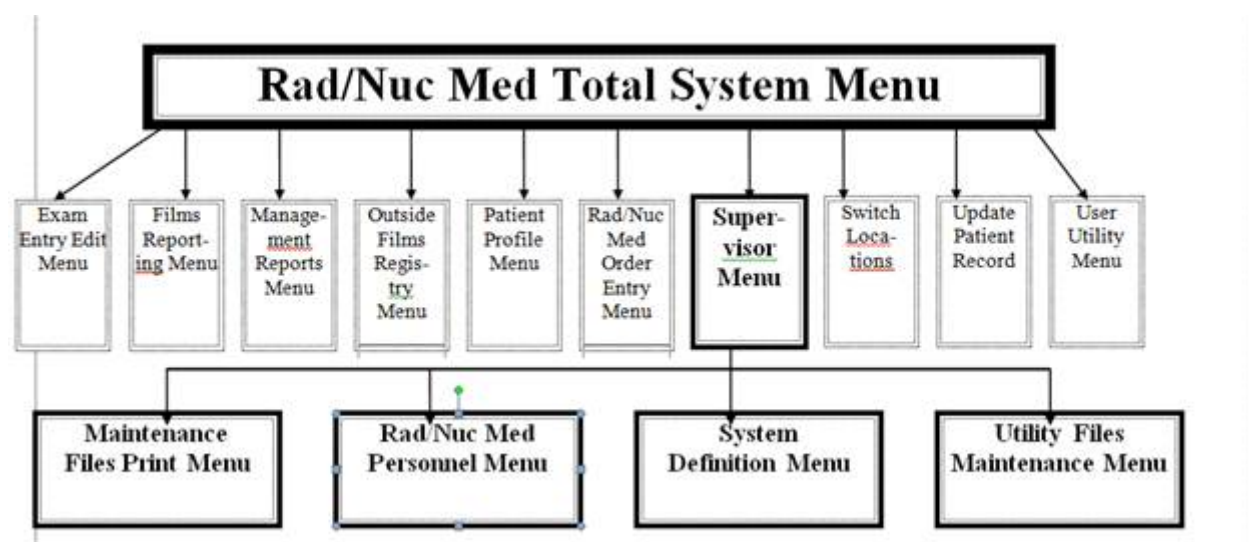 Rad/Nuc Med Total System Menu
Exam
Entry Edit
Menu
Films
Report-
ing Menu
Manage-
ment
Reports
Menu
Outside
Films
Regis-
try
Menu
Patient
Profile
Menu
Rad/Nuc
Med
Order
Entry
Menu
Super-
visor
Menu
Switch
Loca-
tions
Update
Patient
Record
User
Utility
Menu
Maintenance
Files Print Menu
Rad/Nuc Med
Personnel Menu
System
Definition Menu
Utility Files
Maintenance Menu